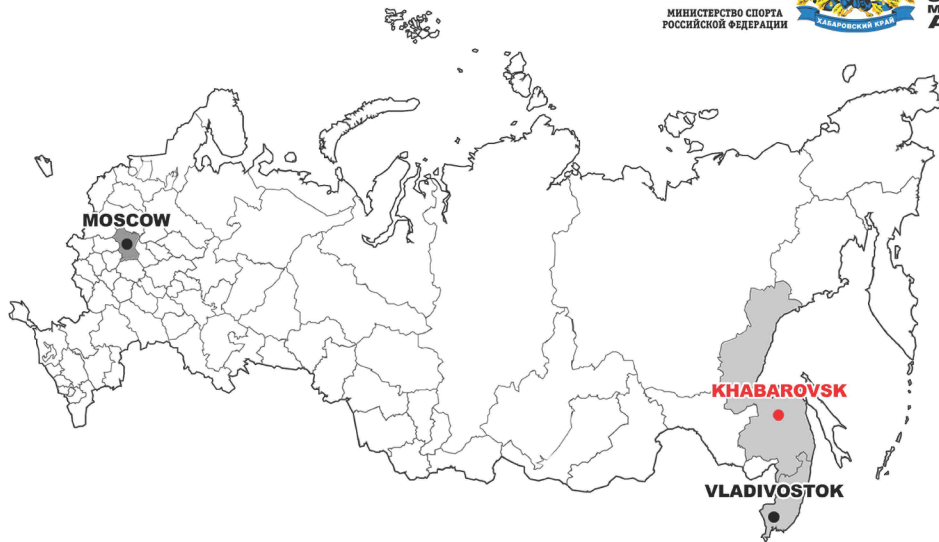 МИНИСТЕРСТВО СПОРТА
РОССИЙСКОЙ ФЕДЕРАЦИИ
ХАБАРОВСКИЙ КРАЙ
MOSCOW
KHABAROVSK
VLADIVOSTOK